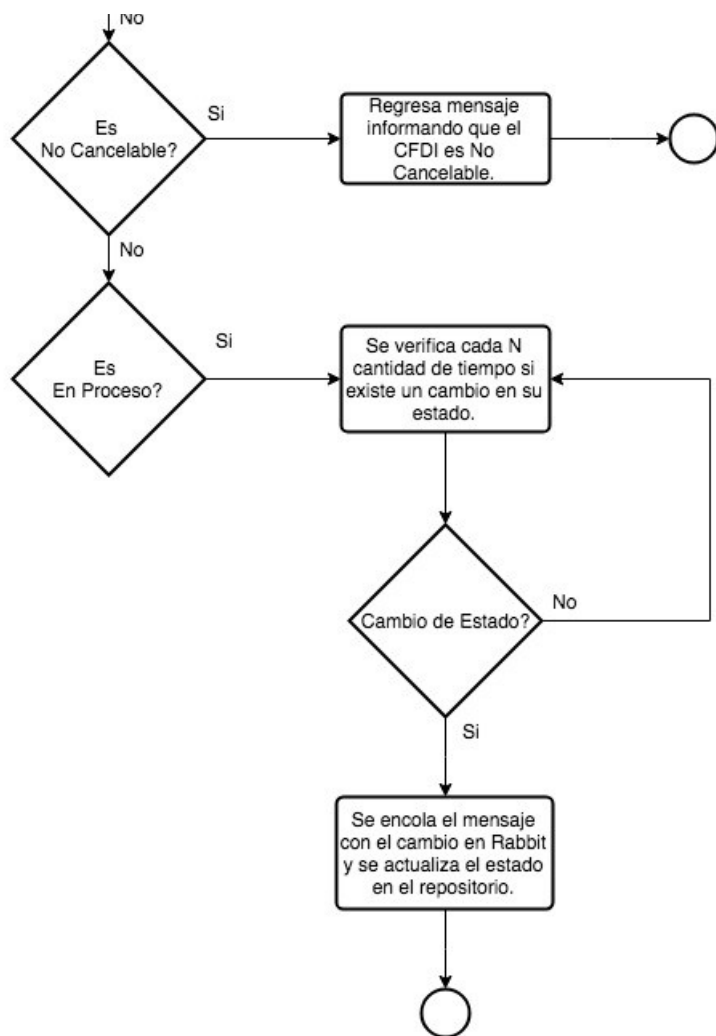 No
Es
No Cancelable?
Si
Regresa mensaje
informando que el
CFDI es No
Cancelable.
No
Es
En Proceso?
Si
Se verifica cada N
cantidad de tiempo si
existe un cambio en su
estado.
Cambio de Estado?
No
Si
Se encola el mensaje
con el cambio en Rabbit
y se actualiza el estado
en el repositorio.